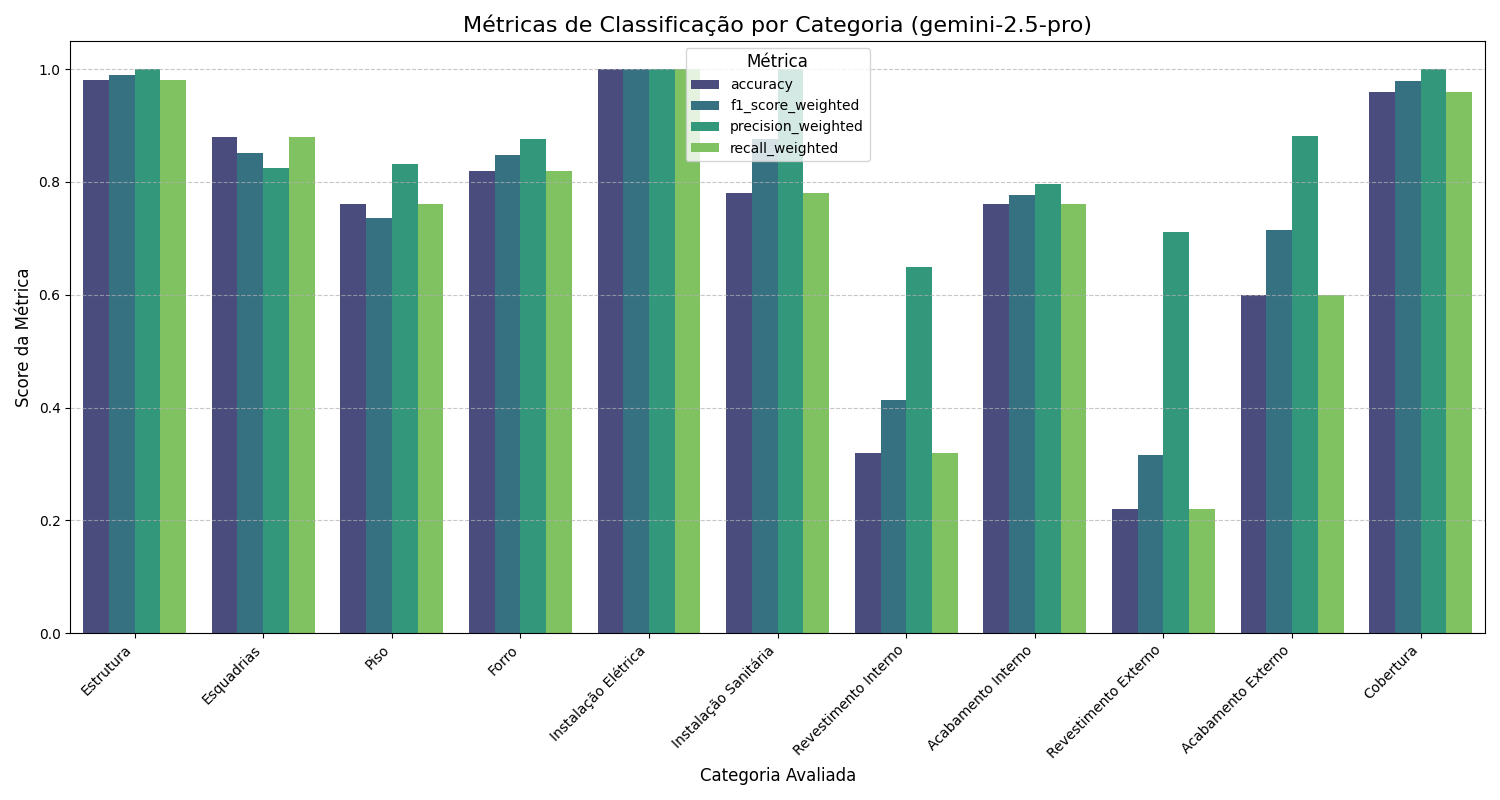 Métricas de Classificação por Categoria (gemini-2.5-pro)
Métrica
accuracy
f1_score_weighted
precision_weighted
recall_weighted
Score da Métrica
1.0
0.8
0.6
0.4
0.2
0.0
Estrutura
Esquadrias
Piso
Forro
Instalação Elétrica
Instalação Sanitária
Revestimento Interno
Acabamento Interno
Revestimento Externo
Acabamento Externo
Cobertura
Categoria Avaliada